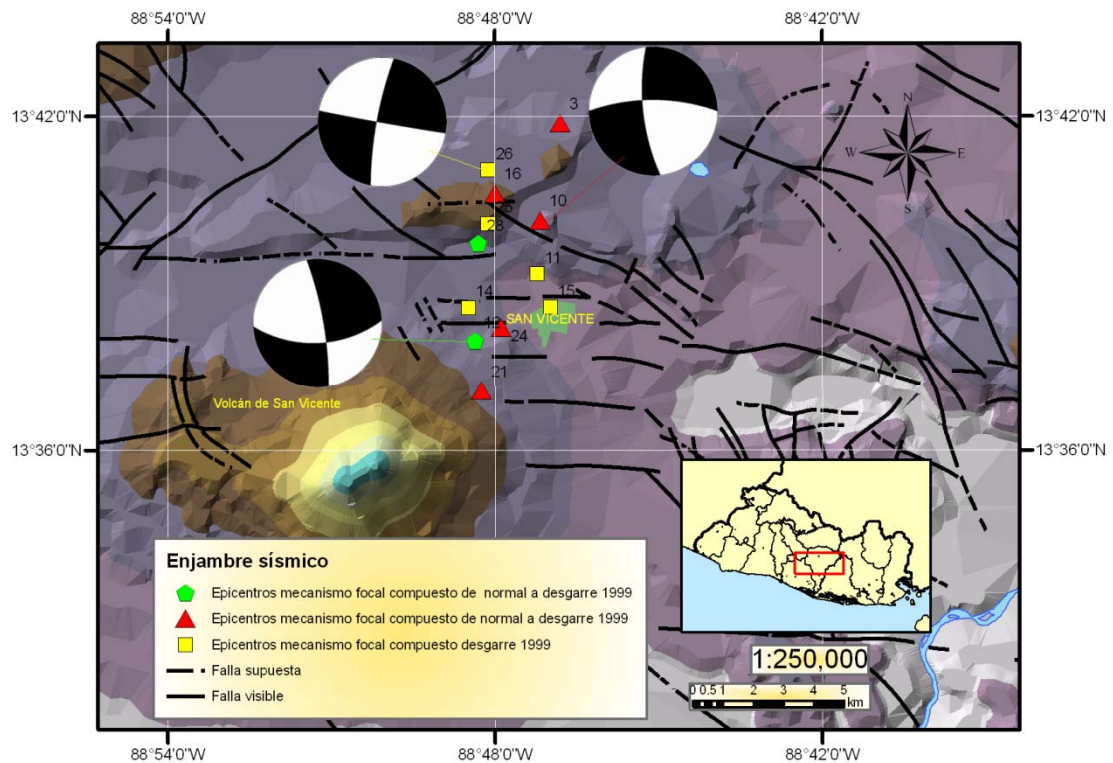 88°54'0"W 88°48'0"W 88°42'0"W
13°42'0"N 13°42'0"N
3
N
W E
S
26
16
10
28
11
14
15
SAN VICENTE
24
21
Volcán de San Vicente
13°36'0"N 13°36'0"N
Enjambre sísmico
Epicentros mecanismo focal compuesto de normal a desgarre 1999
Epicentros mecanismo focal compuesto de normal a desgarre 1999
Epicentros mecanismo focal compuesto desgarre 1999
Falla supuesta
Falla visible
1:250,000
0 0.5 1 2 3 4 5
km
88°54'0"W 88°48'0"W 88°42'0"W